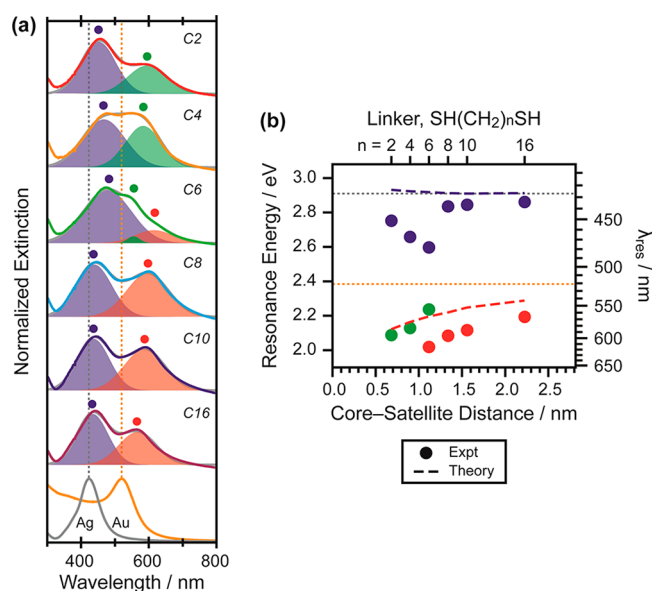 (a)
C2
C4
C6
C8
C10
C16
Ag
Au
Normalized Extinction
400
600
800
Wavelength / nm
(b)
Linker, SH(CH2)nSH
n = 2 4 6 8 10 16
3.0
2.8
2.6
2.4
2.2
2.0
Resonance Energy / eV
450
500
550
600
650
λres / nm
0.0 0.5 1.0 1.5 2.0 2.5
Core–Satellite Distance / nm
Expt
Theory